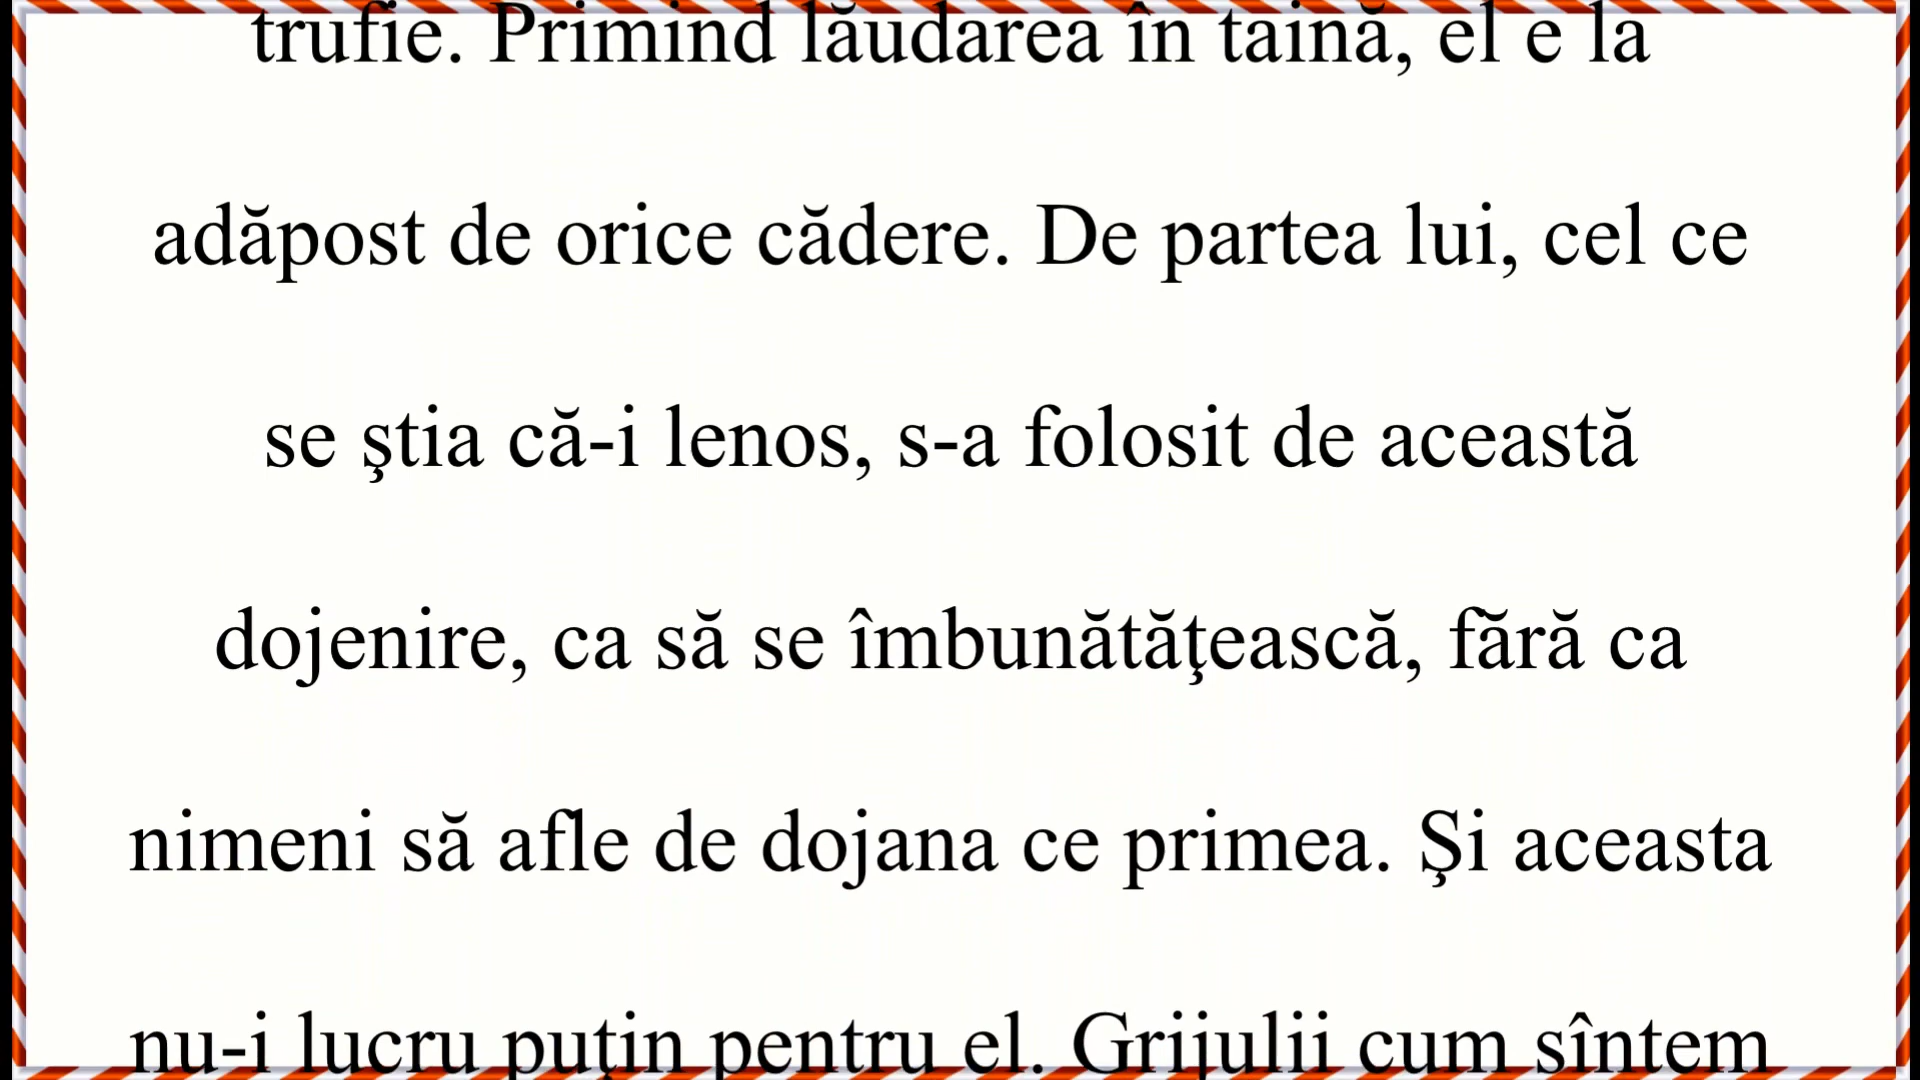 trufie. Primind lăudarea în taină, el e la
adăpost de orice cădere. De partea lui, cel ce
se ştia că-i lenos, s-a folosit de această
dojenire, ca să se îmbunătăţească, fără ca
nimeni să afle de dojana ce primea. Şi aceasta
nu-i lucru puţin pentru el. Grijulii cum sîntem